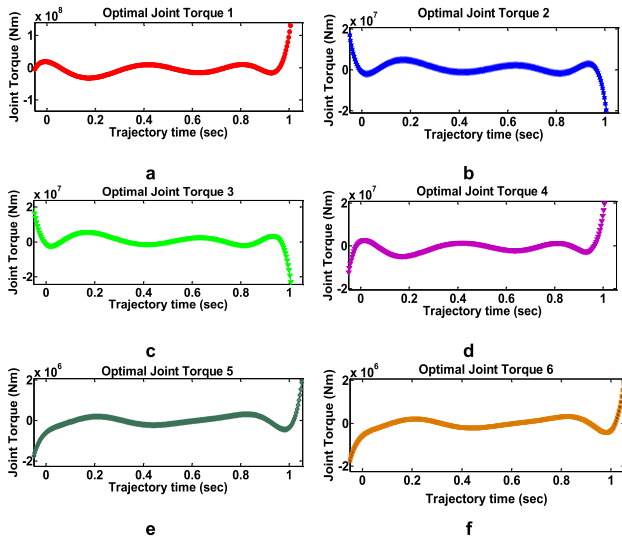 Optimal Joint Torque 1
x 10^8
Joint Torque (Nm)
1
0
-1
0 0.2 0.4 0.6 0.8 1
Trajectory time (sec)
a
Optimal Joint Torque 2
x 10^7
Joint Torque (Nm)
2
0
-2
0 0.2 0.4 0.6 0.8 1
Trajectory time (sec)
b
Optimal Joint Torque 3
x 10^7
Joint Torque (Nm)
2
0
-2
0 0.2 0.4 0.6 0.8 1
Trajectory time (sec)
c
Optimal Joint Torque 4
x 10^7
Joint Torque (Nm)
2
0
-2
0 0.2 0.4 0.6 0.8 1
Trajectory time (sec)
d
Optimal Joint Torque 5
x 10^6
Joint Torque (Nm)
2
0
-2
0 0.2 0.4 0.6 0.8 1
Trajectory time (sec)
e
Optimal Joint Torque 6
x 10^6
Joint Torque (Nm)
2
0
-2
0 0.2 0.4 0.6 0.8 1
Trajectory time (sec)
f